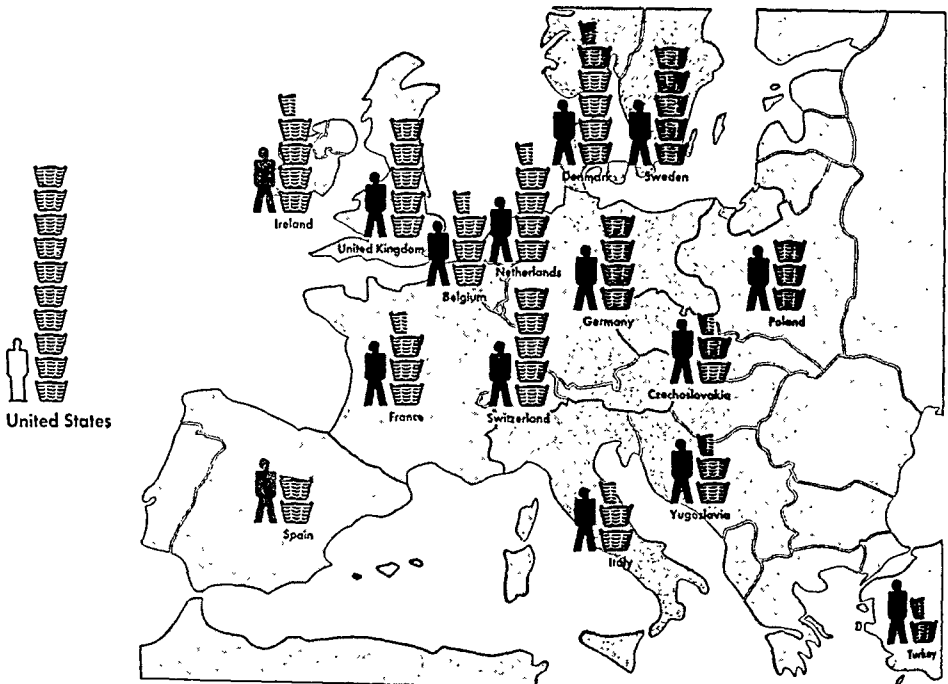 Denmark
Sweden
Ireland
United Kingdom
Netherlands
Belgium
Germany
Poland
Czechoslovakia
United States
France
Switzerland
Yugoslavia
Spain
Italy
Turkey